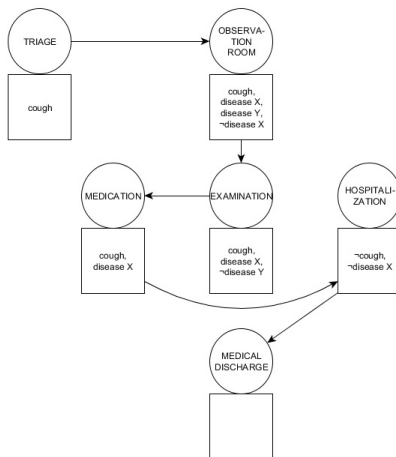 TRIAGE
cough
OBSERVA-
TION
ROOM
cough,
disease X,
disease Y,
¬disease X
MEDICATION
cough,
disease X
EXAMINATION
cough,
disease X,
¬disease Y
HOSPITALI-
ZATION
¬cough,
¬disease X
MEDICAL
DISCHARGE